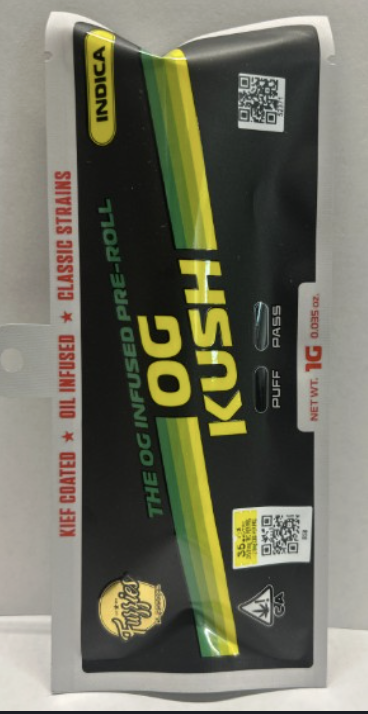 INDICA
KIEF COATED ★ OIL INFUSED ★ CLASSIC STRAINS
THE OG INFUSED PRE-ROLL
OG
KUSH
PUFF PASS
NET WT. 1G 0.035 oz.
Fuzzies
CA